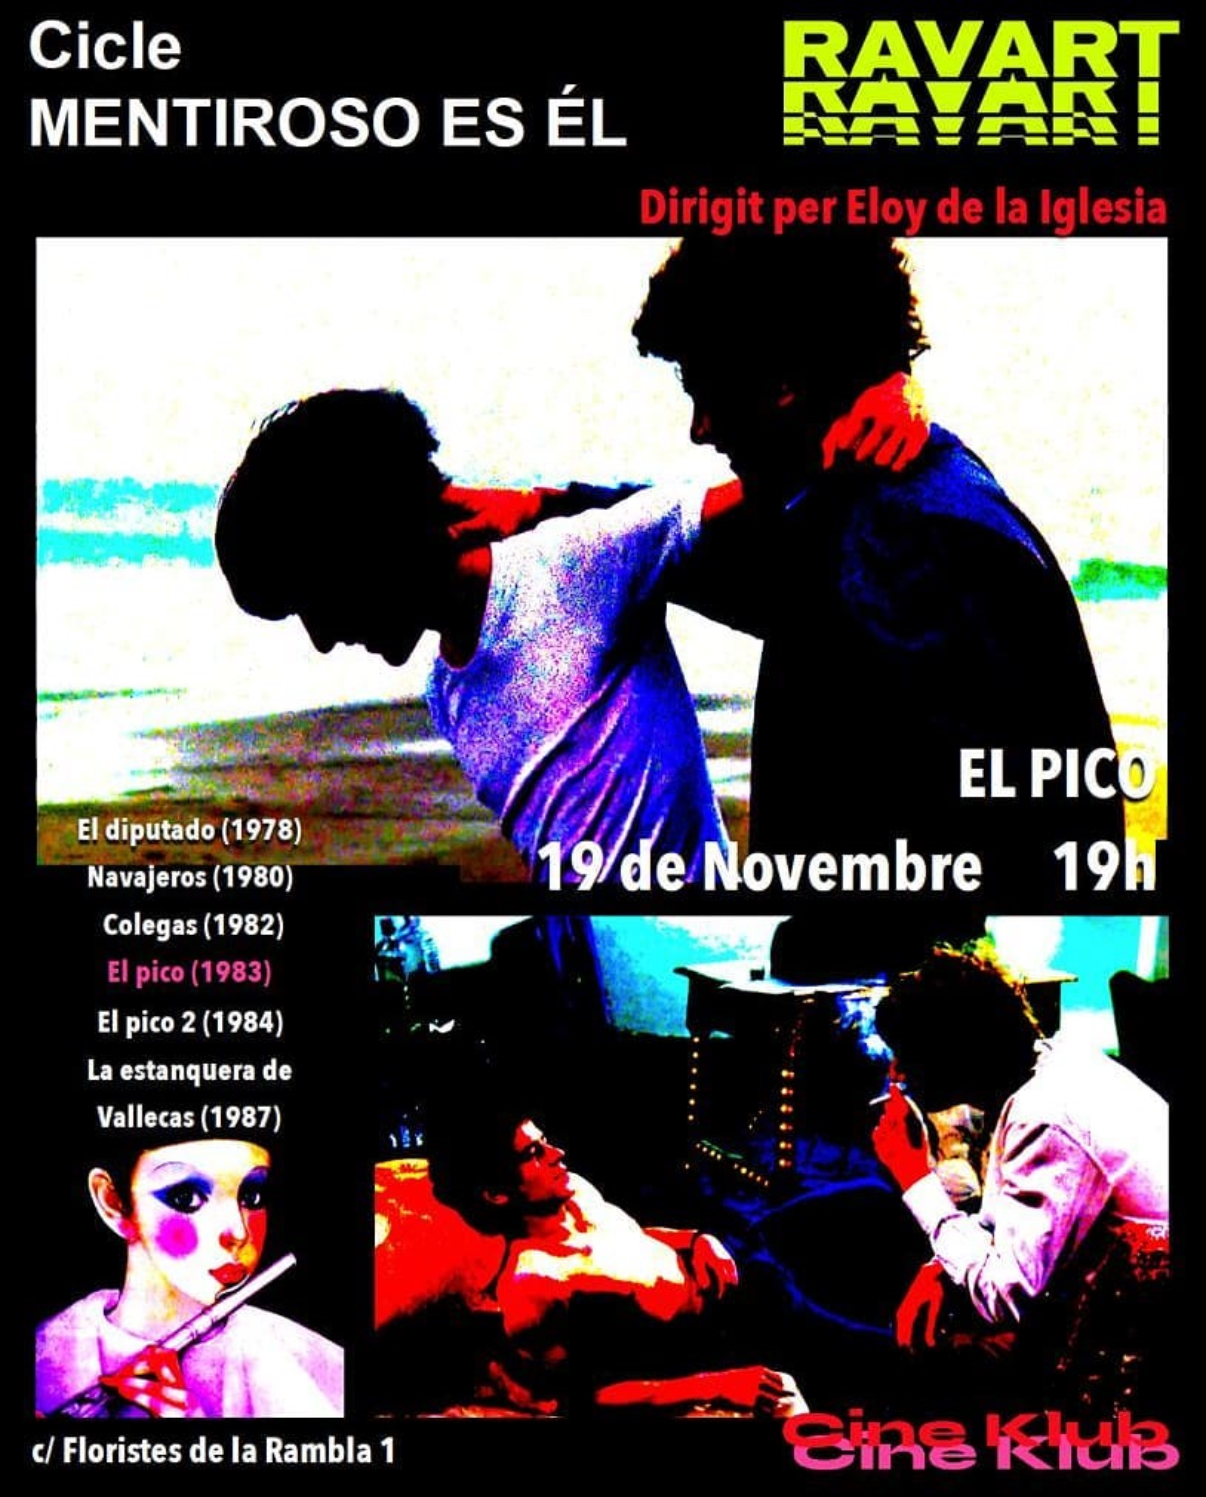 Cicle
MENTIROSO ES ÉL
RAVART
RAVART
RAVART
Dirigit per Eloy de la Iglesia
EL PICO
19 de Novembre 19h
El diputado (1978)
Navajeros (1980)
Colegas (1982)
El pico (1983)
El pico 2 (1984)
La estanquera de
Vallecas (1987)
c/ Floristes de la Rambla 1
Cine Klub
Cine Klub